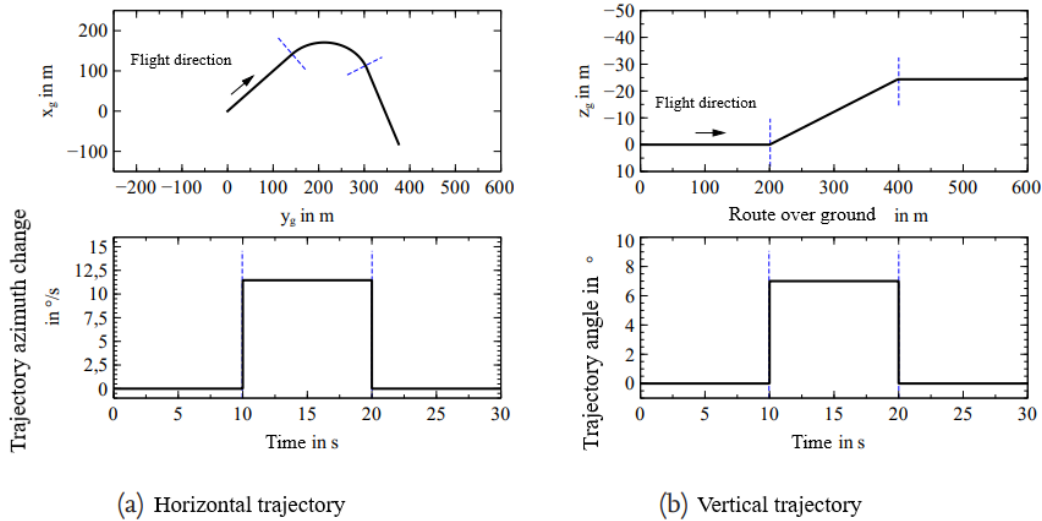 200
100
0
−100
x_g in m
Flight direction
−200 −100 0 100 200 300 400 500 600
y_g in m
−50
−40
−30
−20
−10
0
10
z_g in m
Flight direction
0 100 200 300 400 500 600
Route over ground in m
15
12,5
10
7,5
5
2,5
0
Trajectory azimuth change
in °/s
0 5 10 15 20 25 30
Time in s
10
8
6
4
2
0
Trajectory angle in °
0 5 10 15 20 25 30
Time in s
(a) Horizontal trajectory
(b) Vertical trajectory